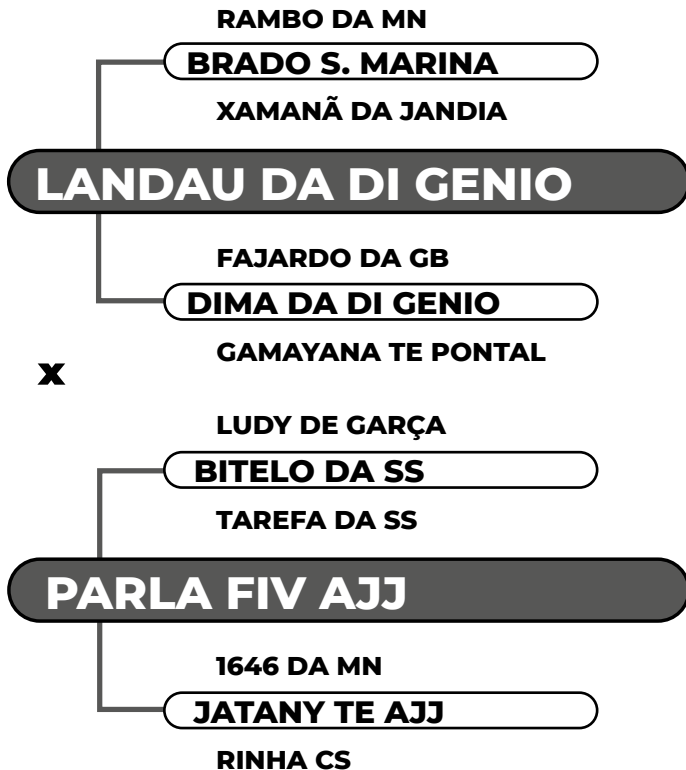 RAMBO DA MN
BRADO S. MARINA
XAMANÃ DA JANDIA
LANDAU DA DI GENIO
FAJARDO DA GB
DIMA DA DI GENIO
GAMAYANA TE PONTAL
X
LUDY DE GARÇA
BITELO DA SS
TAREFA DA SS
PARLA FIV AJJ
1646 DA MN
JATANY TE AJJ
RINHA CS